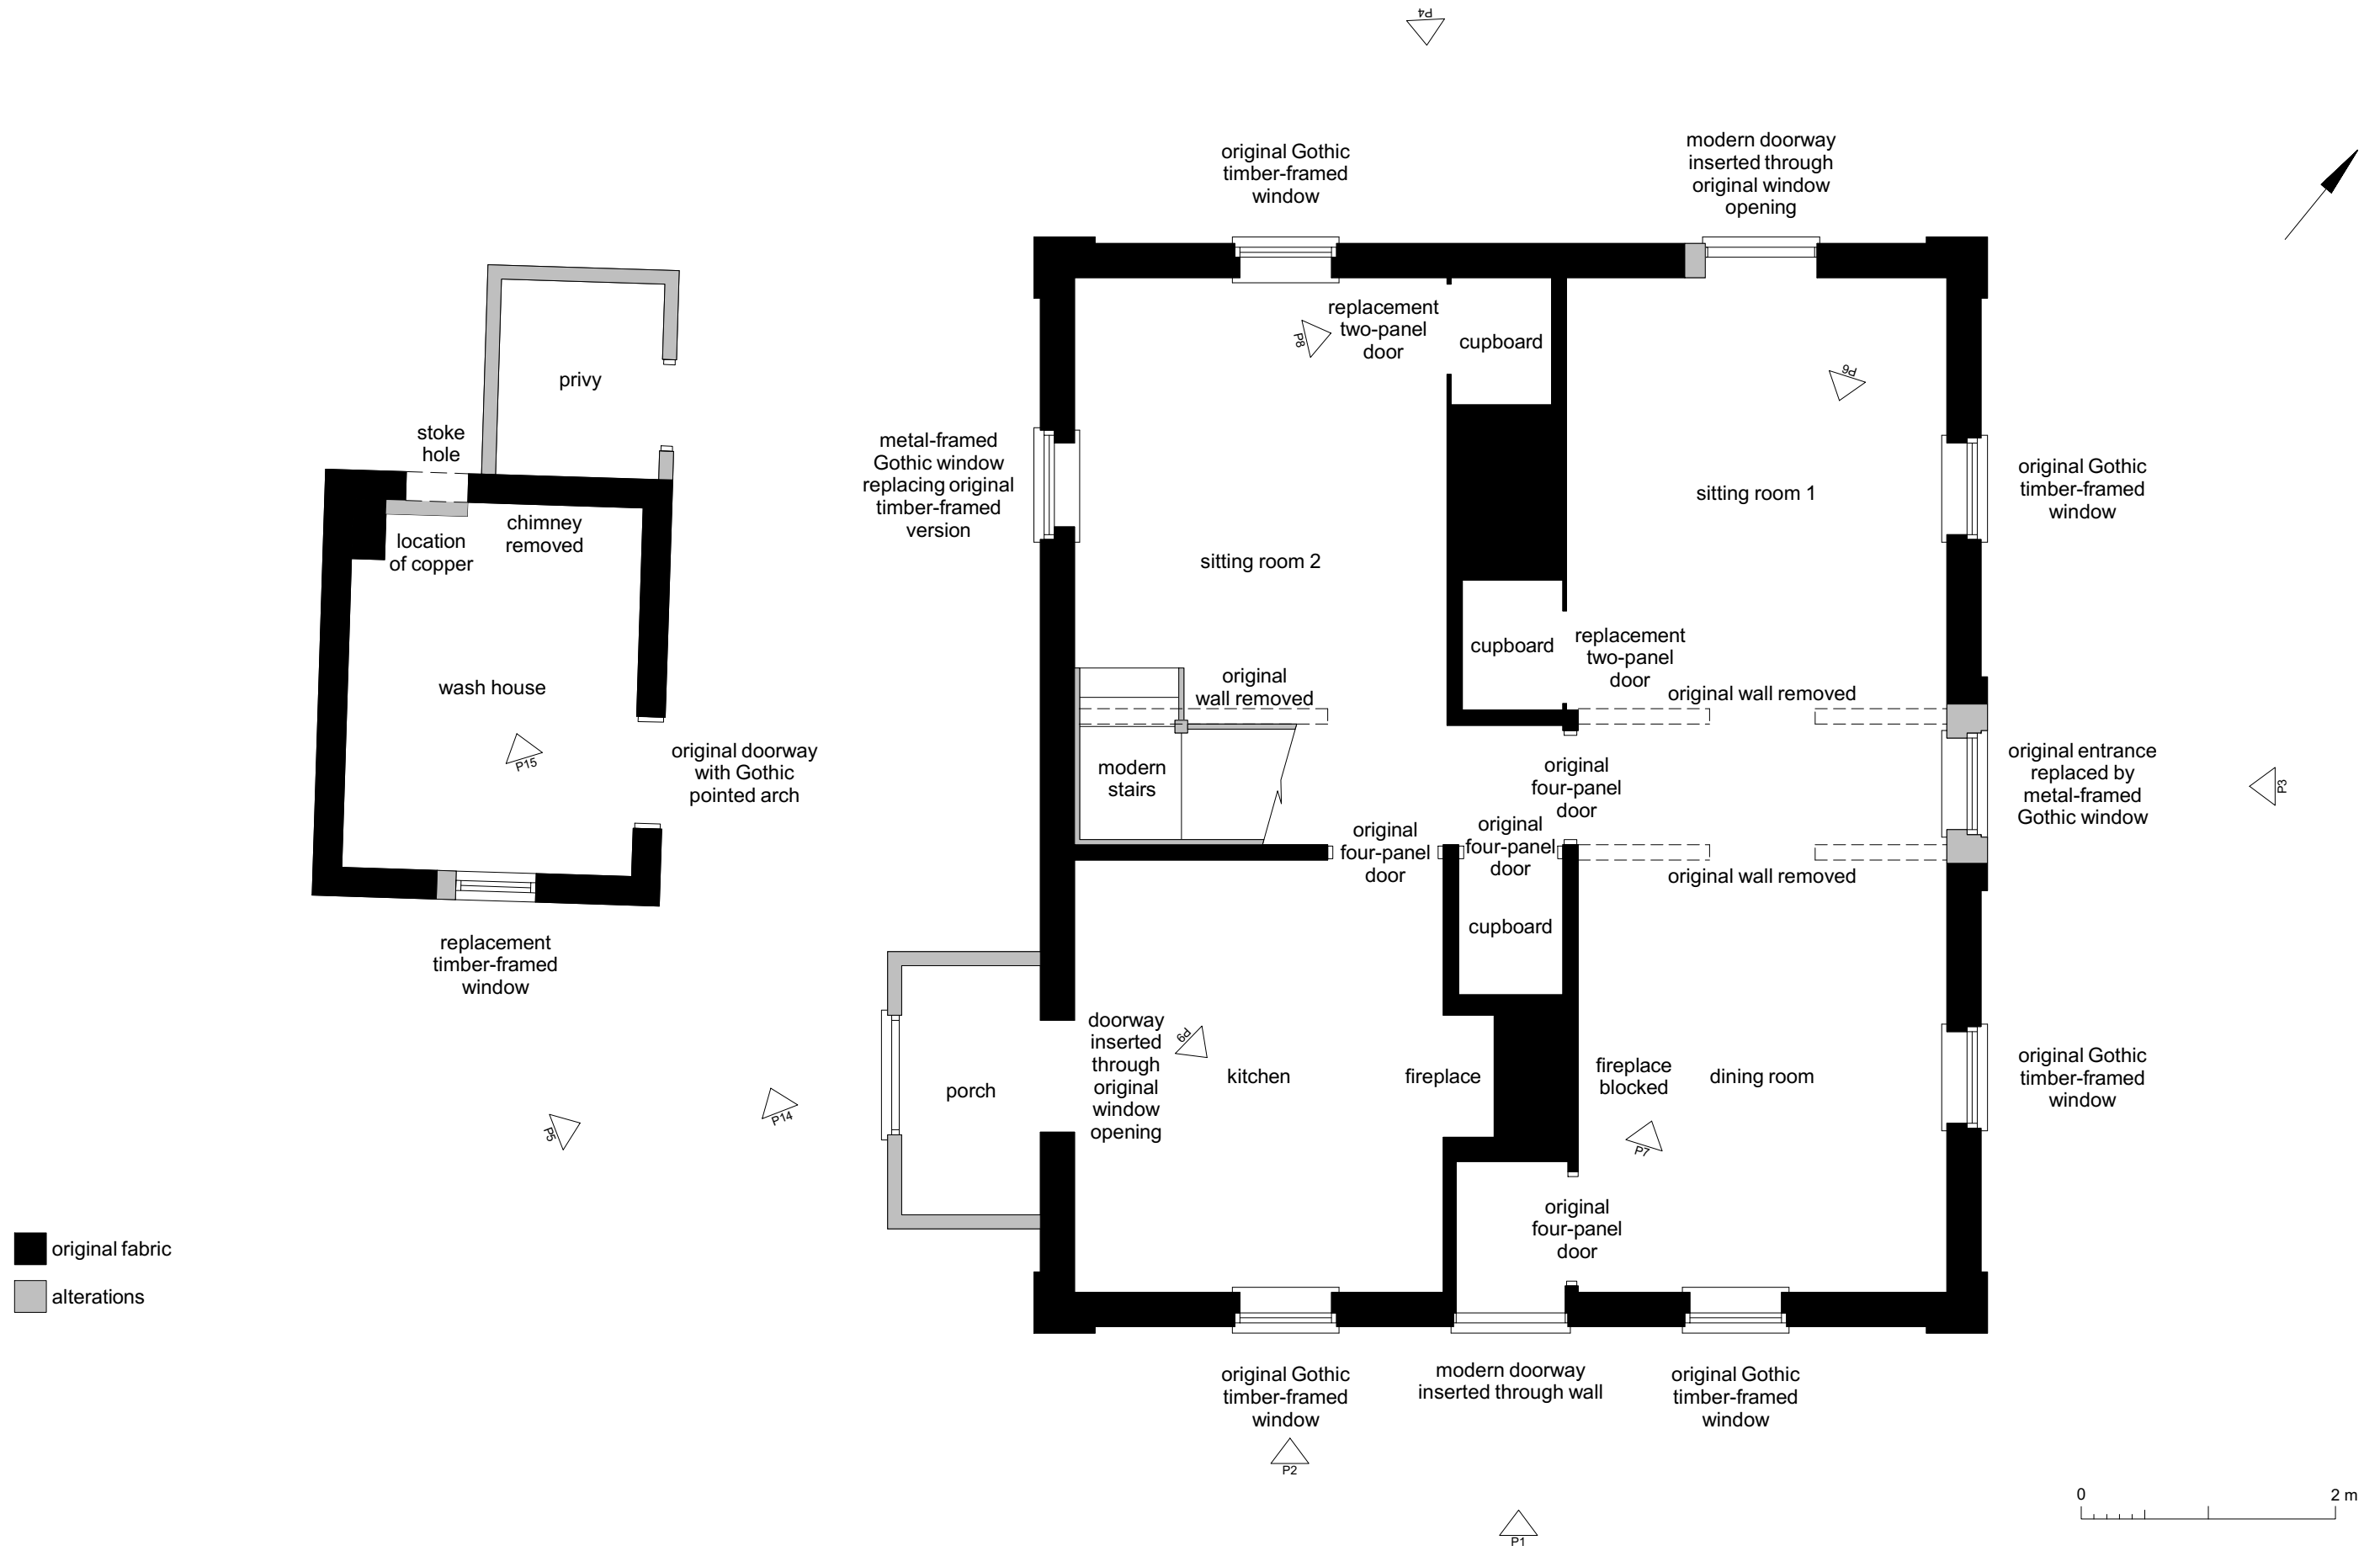 P4
original Gothic
timber-framed
window
modern doorway
inserted through
original window
opening
replacement
two-panel
door
cupboard
P8
P6
privy
stoke
hole
metal-framed
Gothic window
replacing original
timber-framed
version
original Gothic
timber-framed
window
sitting room 1
chimney
removed
location
of copper
sitting room 2
cupboard
replacement
two-panel
door
original
wall removed
original wall removed
wash house
P15
original doorway
with Gothic
pointed arch
modern
stairs
original
four-panel
door
original entrance
replaced by
metal-framed
Gothic window
P3
original
four-panel
door
original
four-panel
door
original wall removed
cupboard
replacement
timber-framed
window
doorway
inserted
through
original
window
opening
P9
kitchen
fireplace
fireplace
blocked
dining room
original Gothic
timber-framed
window
porch
P14
P5
P7
original
four-panel
door
original fabric
alterations
original Gothic
timber-framed
window
modern doorway
inserted through wall
original Gothic
timber-framed
window
P2
P1
0 2 m